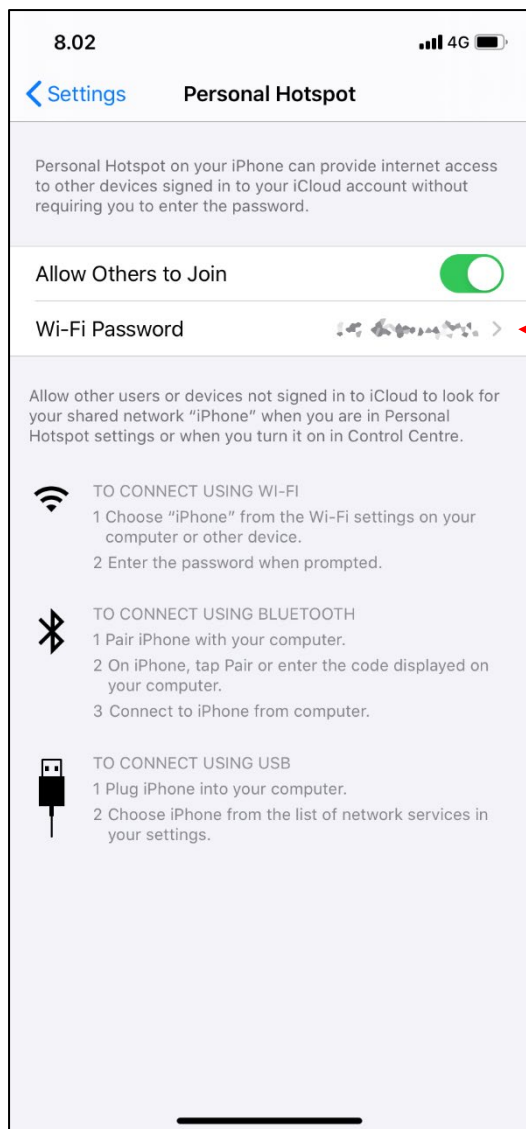 8.02 4G
Settings Personal Hotspot
Personal Hotspot on your iPhone can provide internet access
to other devices signed in to your iCloud account without
requiring you to enter the password.
Allow Others to Join
Wi-Fi Password
Allow other users or devices not signed in to iCloud to look for
your shared network “iPhone” when you are in Personal
Hotspot settings or when you turn it on in Control Centre.
TO CONNECT USING WI-FI
1 Choose “iPhone” from the Wi-Fi settings on your
computer or other device.
2 Enter the password when prompted.
TO CONNECT USING BLUETOOTH
1 Pair iPhone with your computer.
2 On iPhone, tap Pair or enter the code displayed on
your computer.
3 Connect to iPhone from computer.
TO CONNECT USING USB
1 Plug iPhone into your computer.
2 Choose iPhone from the list of network services in
your settings.